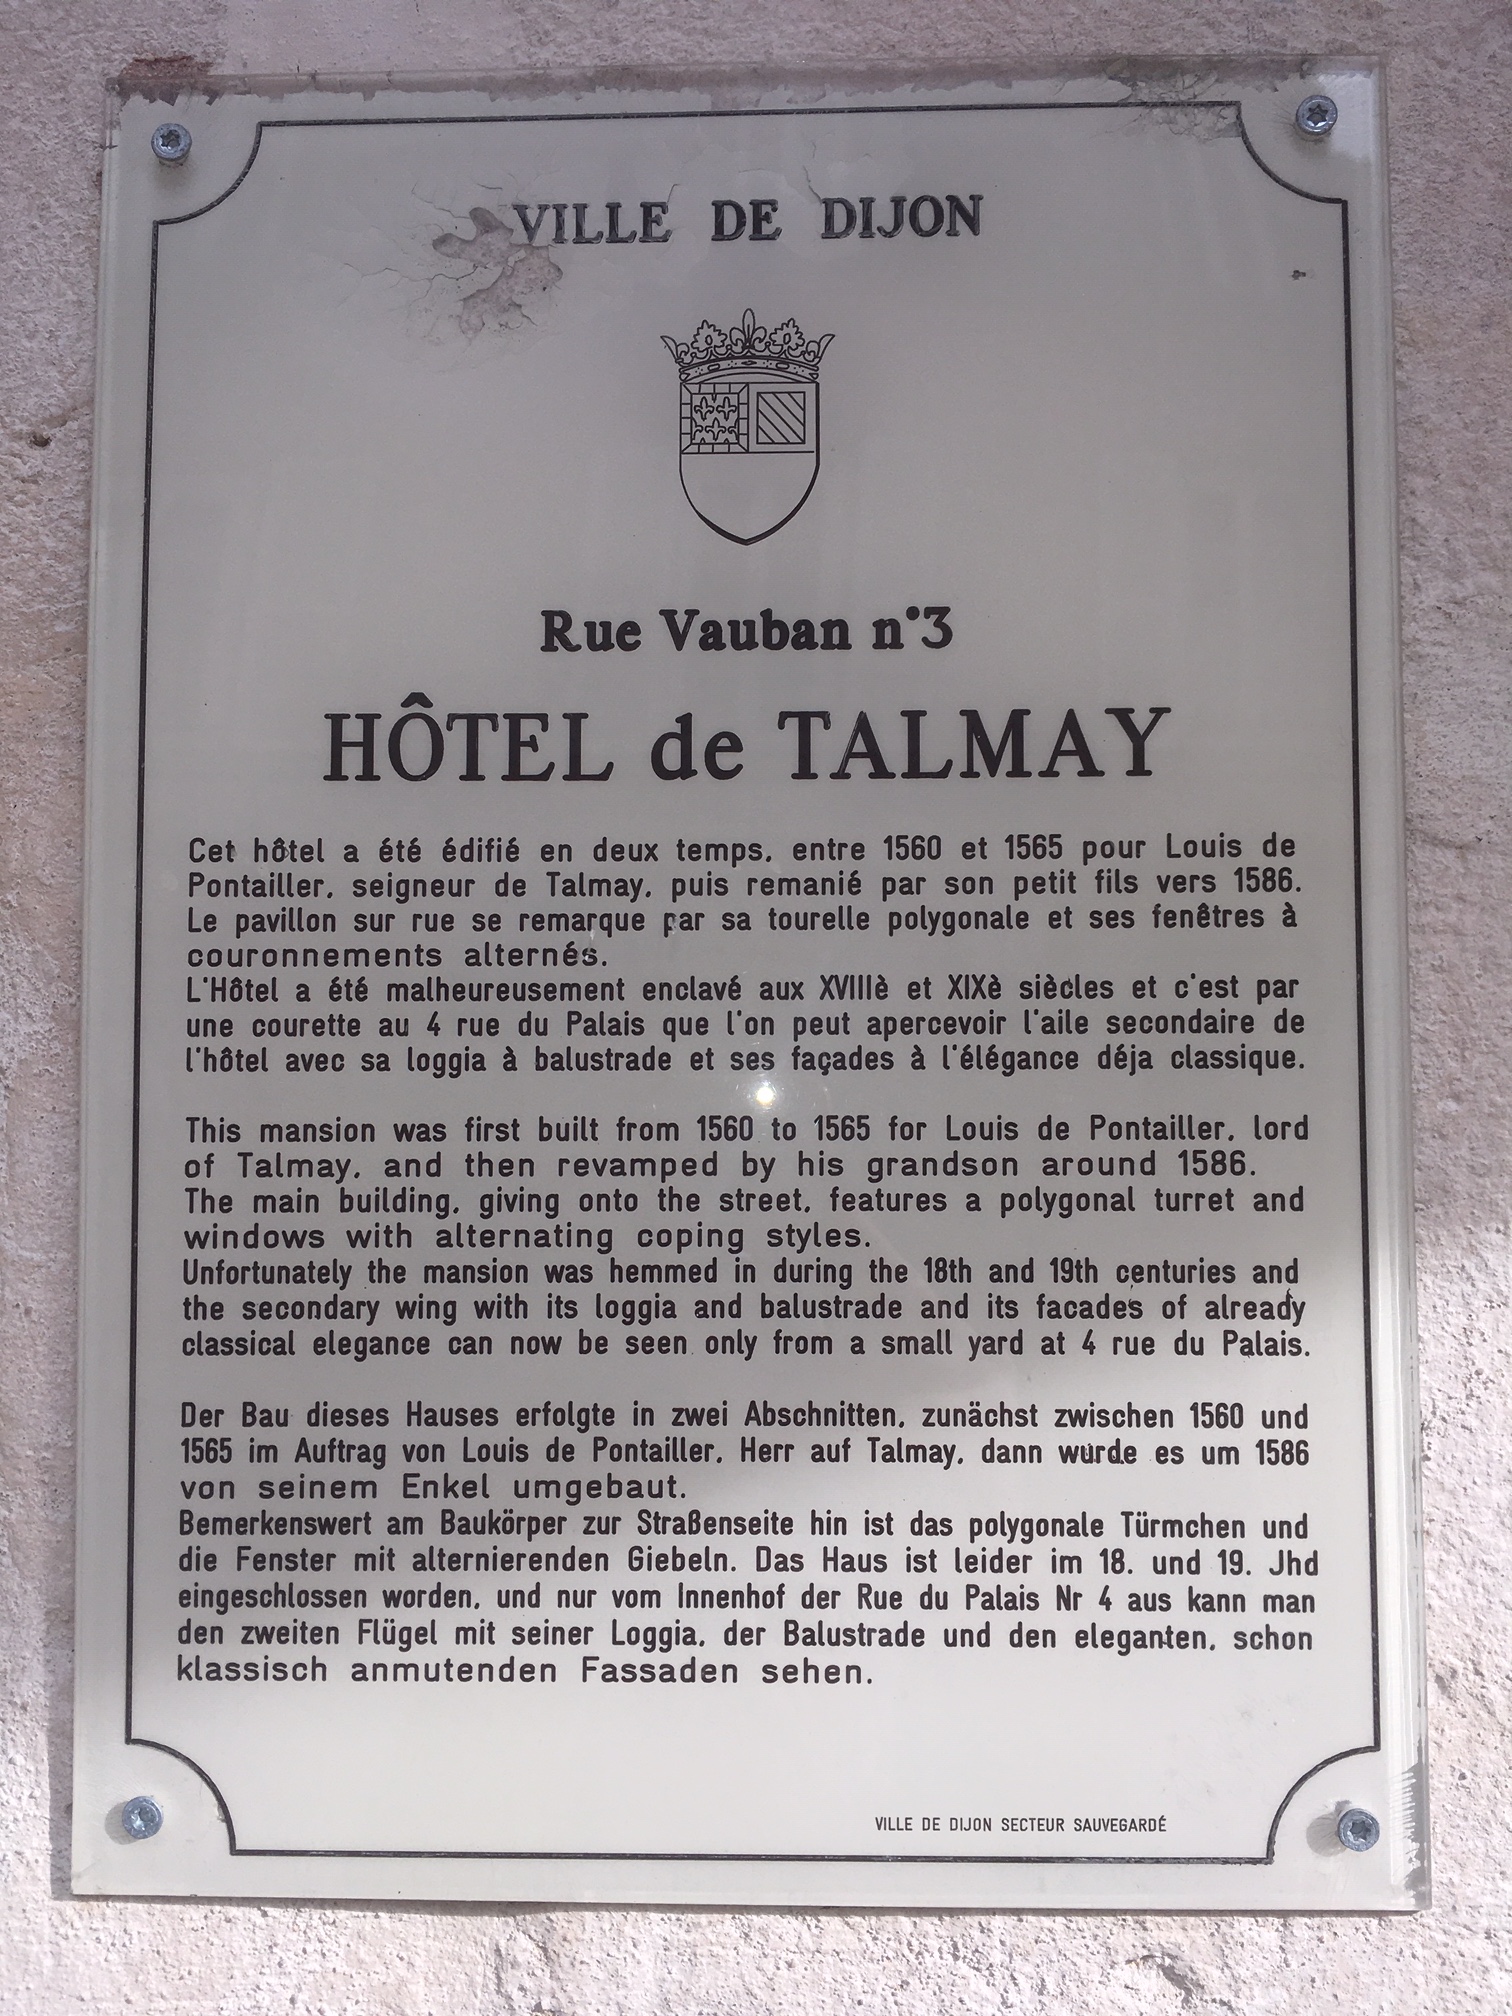 VILLE DE DIJON
Rue Vauban n°3
HÔTEL de TALMAY
Cet hôtel a été édifié en deux temps, entre 1560 et 1565 pour Louis de
Pontailler, seigneur de Talmay, puis remanié par son petit fils vers 1586.
Le pavillon sur rue se remarque par sa tourelle polygonale et ses fenêtres à
couronnements alternés.
L'Hôtel a été malheureusement enclavé aux XVIIIè et XIXè siècles et c'est par
une courette au 4 rue du Palais que l'on peut apercevoir l'aile secondaire de
l'hôtel avec sa loggia à balustrade et ses façades à l'élégance déja classique.
This mansion was first built from 1560 to 1565 for Louis de Pontailler, lord
of Talmay, and then revamped by his grandson around 1586.
The main building, giving onto the street, features a polygonal turret and
windows with alternating coping styles.
Unfortunately the mansion was hemmed in during the 18th and 19th centuries and
the secondary wing with its loggia and balustrade and its facades of already
classical elegance can now be seen only from a small yard at 4 rue du Palais.
Der Bau dieses Hauses erfolgte in zwei Abschnitten, zunächst zwischen 1560 und
1565 im Auftrag von Louis de Pontailler, Herr auf Talmay, dann wurde es um 1586
von seinem Enkel umgebaut.
Bemerkenswert am Baukörper zur Straßenseite hin ist das polygonale Türmchen und
die Fenster mit alternierenden Giebeln. Das Haus ist leider im 18. und 19. Jhd
eingeschlossen worden, und nur vom Innenhof der Rue du Palais Nr 4 aus kann man
den zweiten Flügel mit seiner Loggia, der Balustrade und den eleganten, schon
klassisch anmutenden Fassaden sehen.
VILLE DE DIJON SECTEUR SAUVEGARDÉ